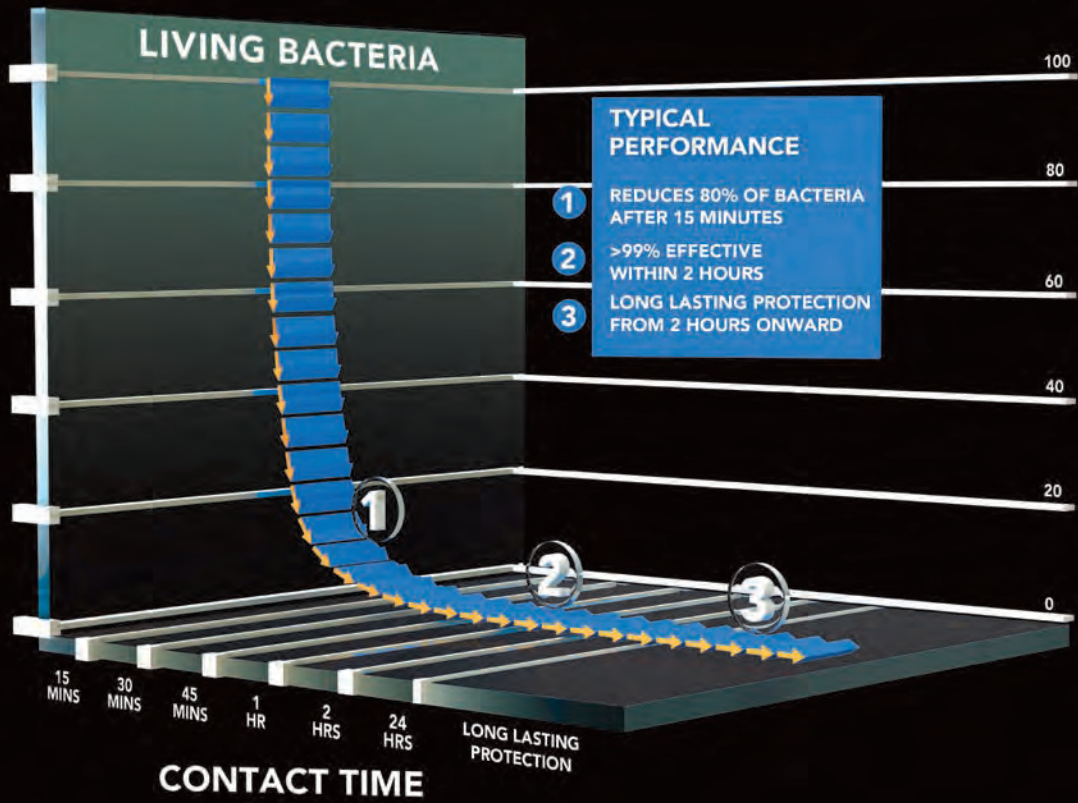 LIVING BACTERIA
100
80
60
40
20
0
TYPICAL
PERFORMANCE
1
REDUCES 80% OF BACTERIA
AFTER 15 MINUTES
2
>99% EFFECTIVE
WITHIN 2 HOURS
3
LONG LASTING PROTECTION
FROM 2 HOURS ONWARD
1
2
3
15
MINS
30
MINS
45
MINS
1
HR
2
HRS
24
HRS
LONG LASTING
PROTECTION
CONTACT TIME